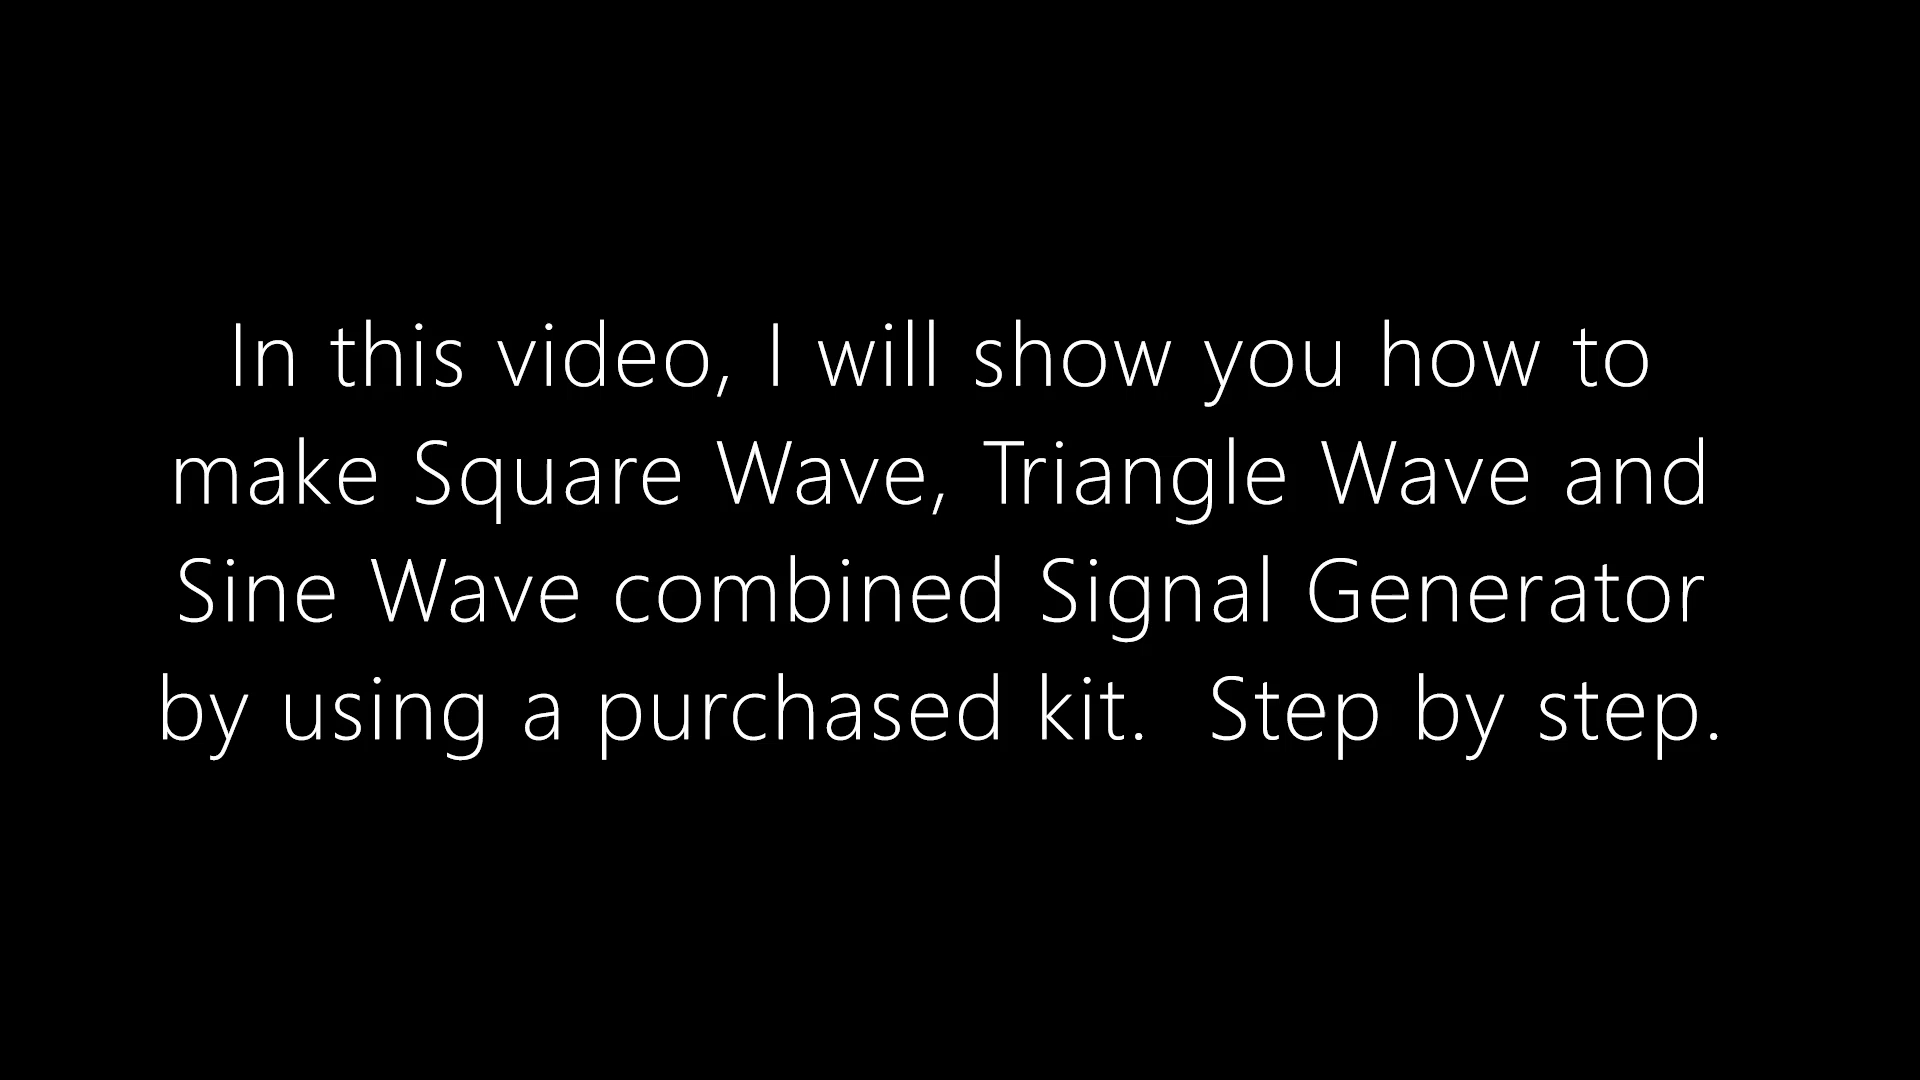 In this video, I will show you how to
make Square Wave, Triangle Wave and
Sine Wave combined Signal Generator
by using a purchased kit.  Step by step.